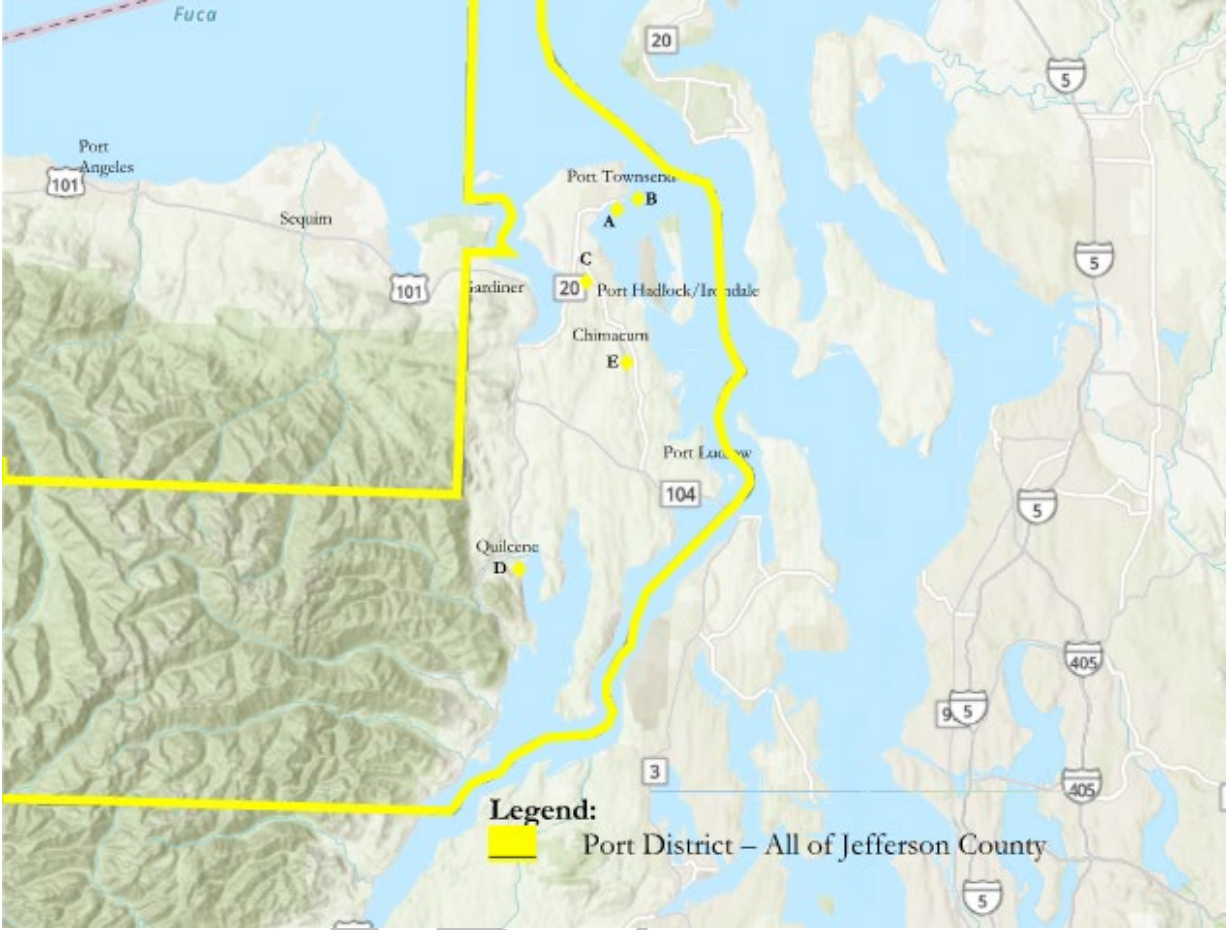 Fuca
20
5
Port
Angeles
101
Port Townsend
B
A
Sequim
5
C
101
Gardiner
20
Port Hadlock/Irondale
Chimacum
E
Port Ludlow
104
5
Quilcene
D
405
5
3
405
Legend:
Port District – All of Jefferson County
5